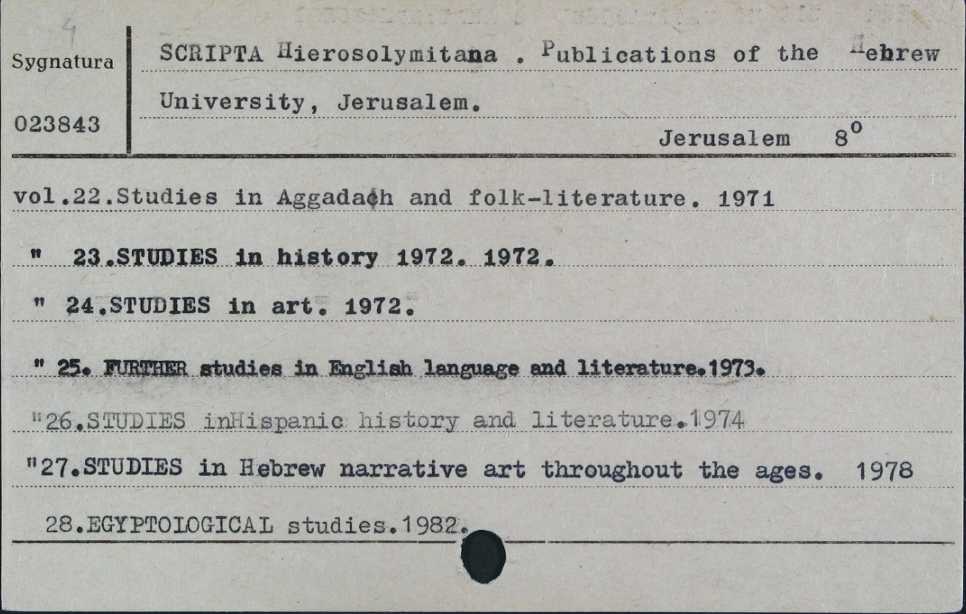 4
Sygnatura
SCRIPTA Hierosolymitana . Publications of the Hebrew
University, Jerusalem.
023843
Jerusalem 8°
vol.22.Studies in Aggadach and folk-literature. 1971
" 23.STUDIES in history 1972. 1972.
" 24.STUDIES in art. 1972.
" 25. FURTHER studies in English language and literature.1973.
"26.STUDIES inHispanic history and literature.1974
"27.STUDIES in Hebrew narrative art throughout the ages. 1978
28.EGYPTOLOGICAL studies.1982.